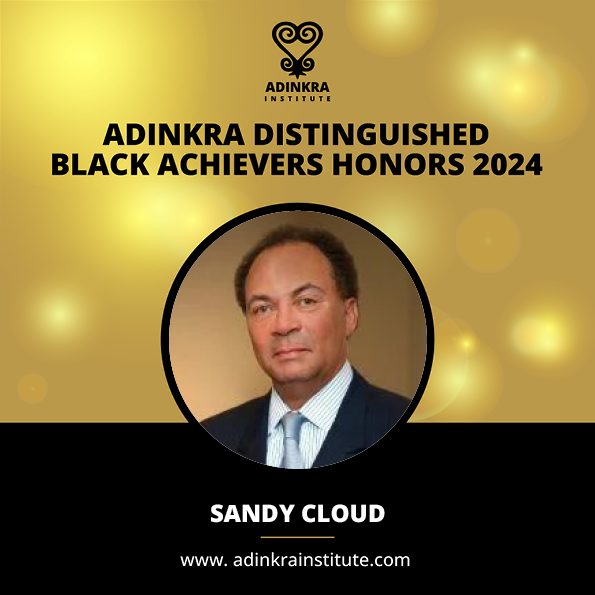 ADINKRA
INSTITUTE
ADINKRA DISTINGUISHED
BLACK ACHIEVERS HONORS 2024
SANDY CLOUD
www. adinkrainstitute.com